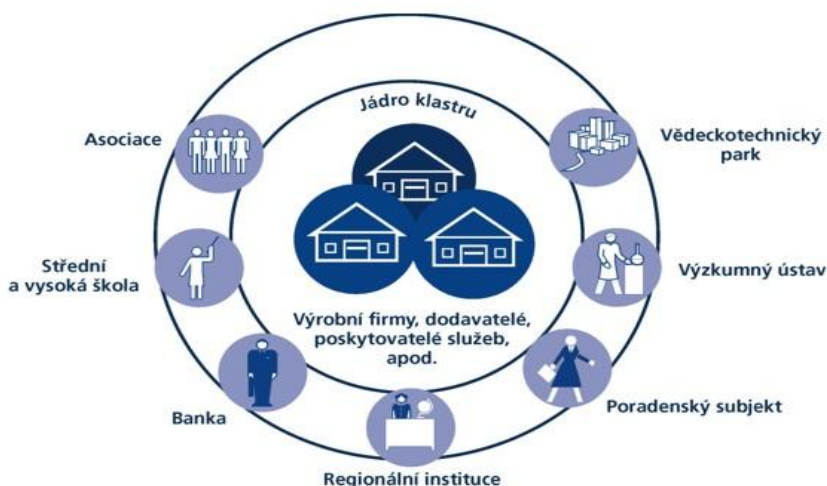 Jádro klastru
Asociace
Vědeckotechnický
park
Střední
a vysoká škola
Výzkumný ústav
Výrobní firmy, dodavatelé,
poskytovatelé služeb,
apod.
Banka
Poradenský subjekt
Regionální instituce